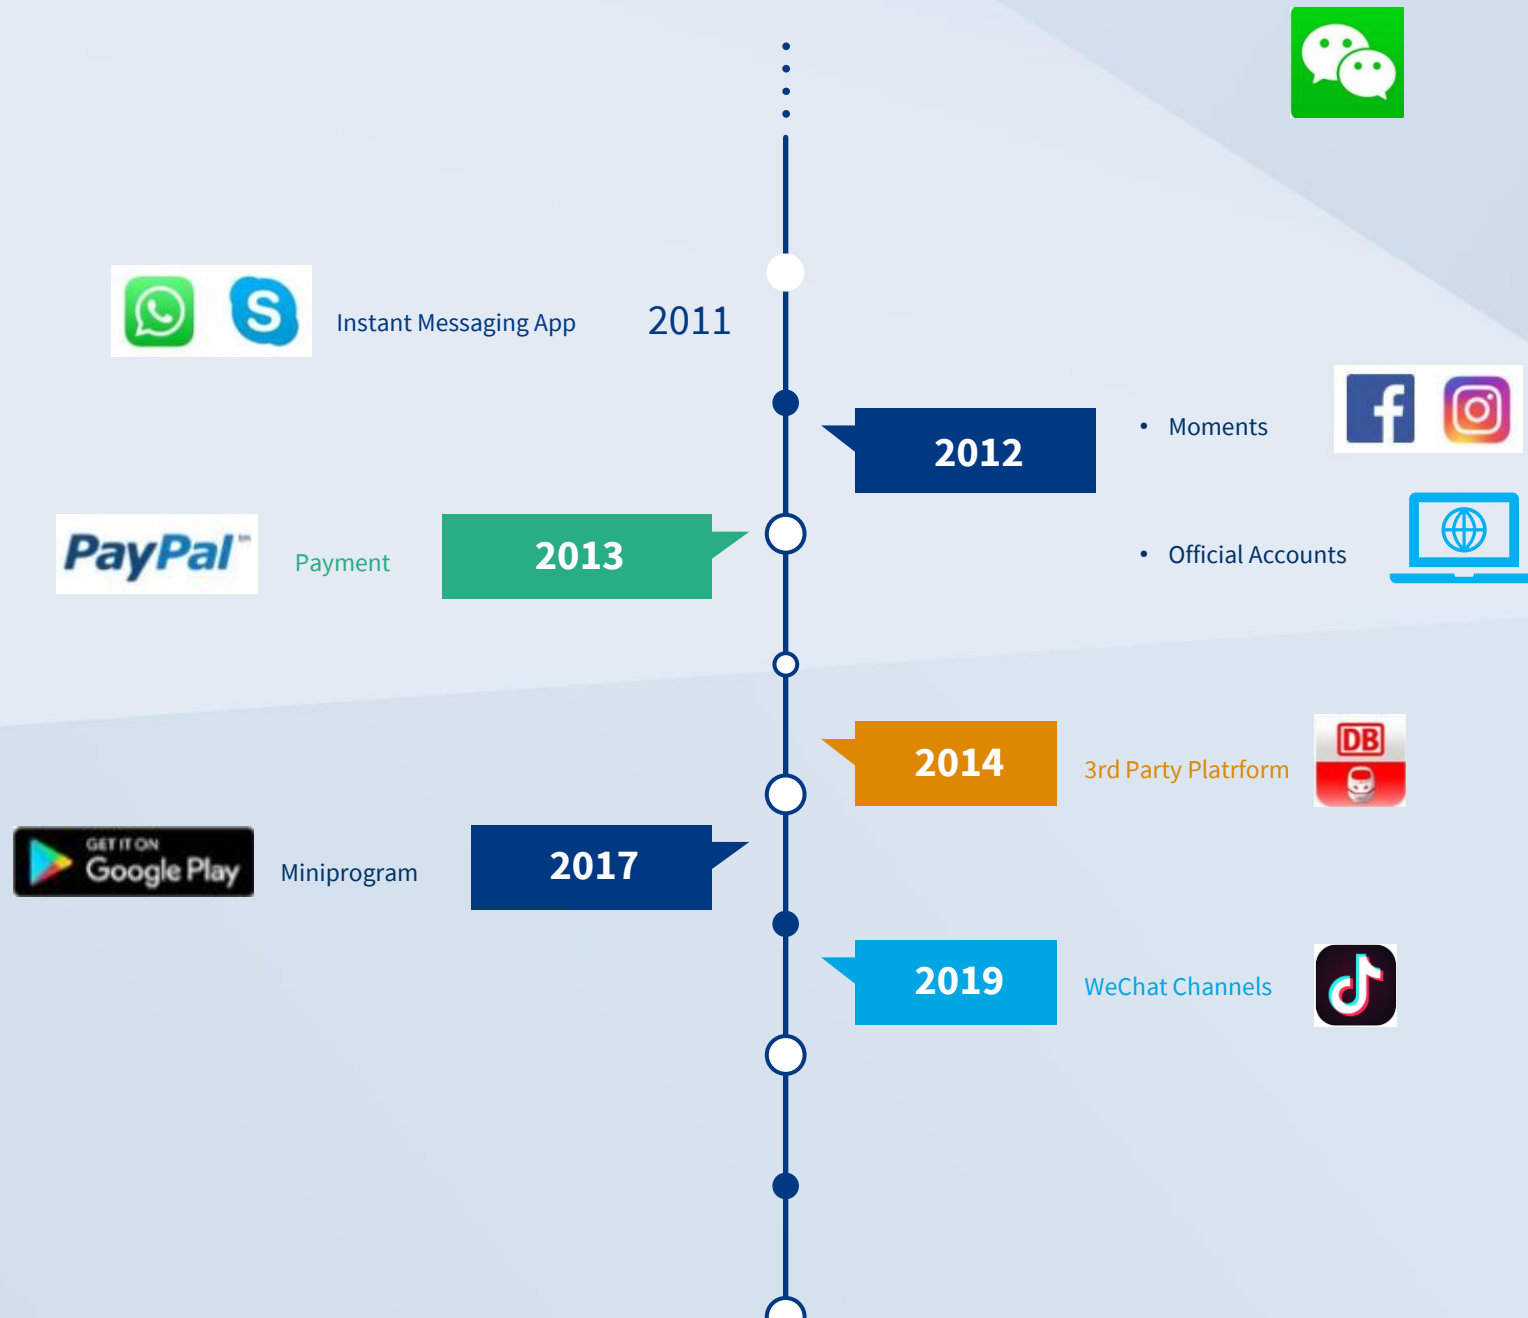 Instant Messaging App
2011
2012
• Moments
• Official Accounts
PayPal™
Payment
2013
2014
3rd Party Platrform
DB
GET IT ON
Google Play
Miniprogram
2017
2019
WeChat Channels